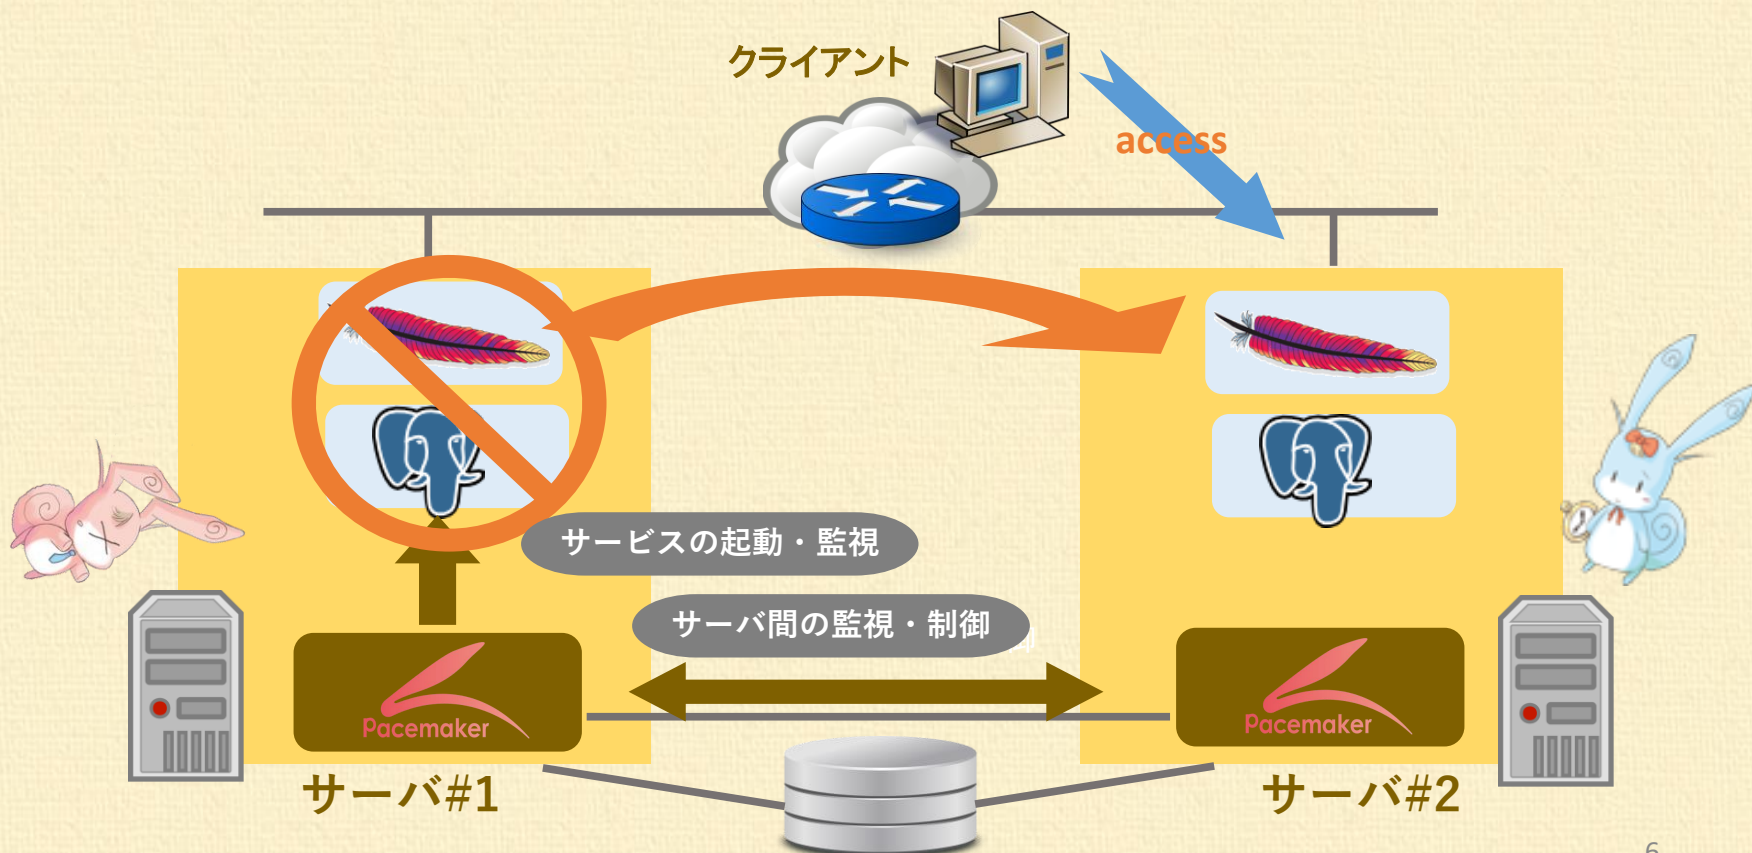 クライアント
access
サービスの起動・監視
サーバ間の監視・制御
Pacemaker
Pacemaker
サーバ#1
サーバ#2
6